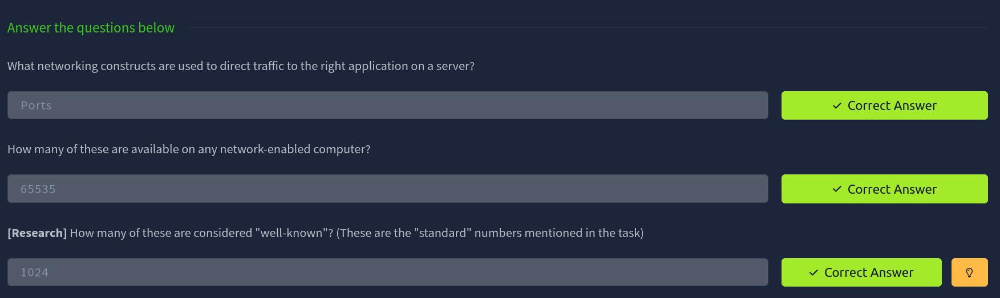 Answer the questions below
What networking constructs are used to direct traffic to the right application on a server?
Ports
Correct Answer
How many of these are available on any network-enabled computer?
65535
Correct Answer
[Research] How many of these are considered "well-known"? (These are the "standard" numbers mentioned in the task)
1024
Correct Answer